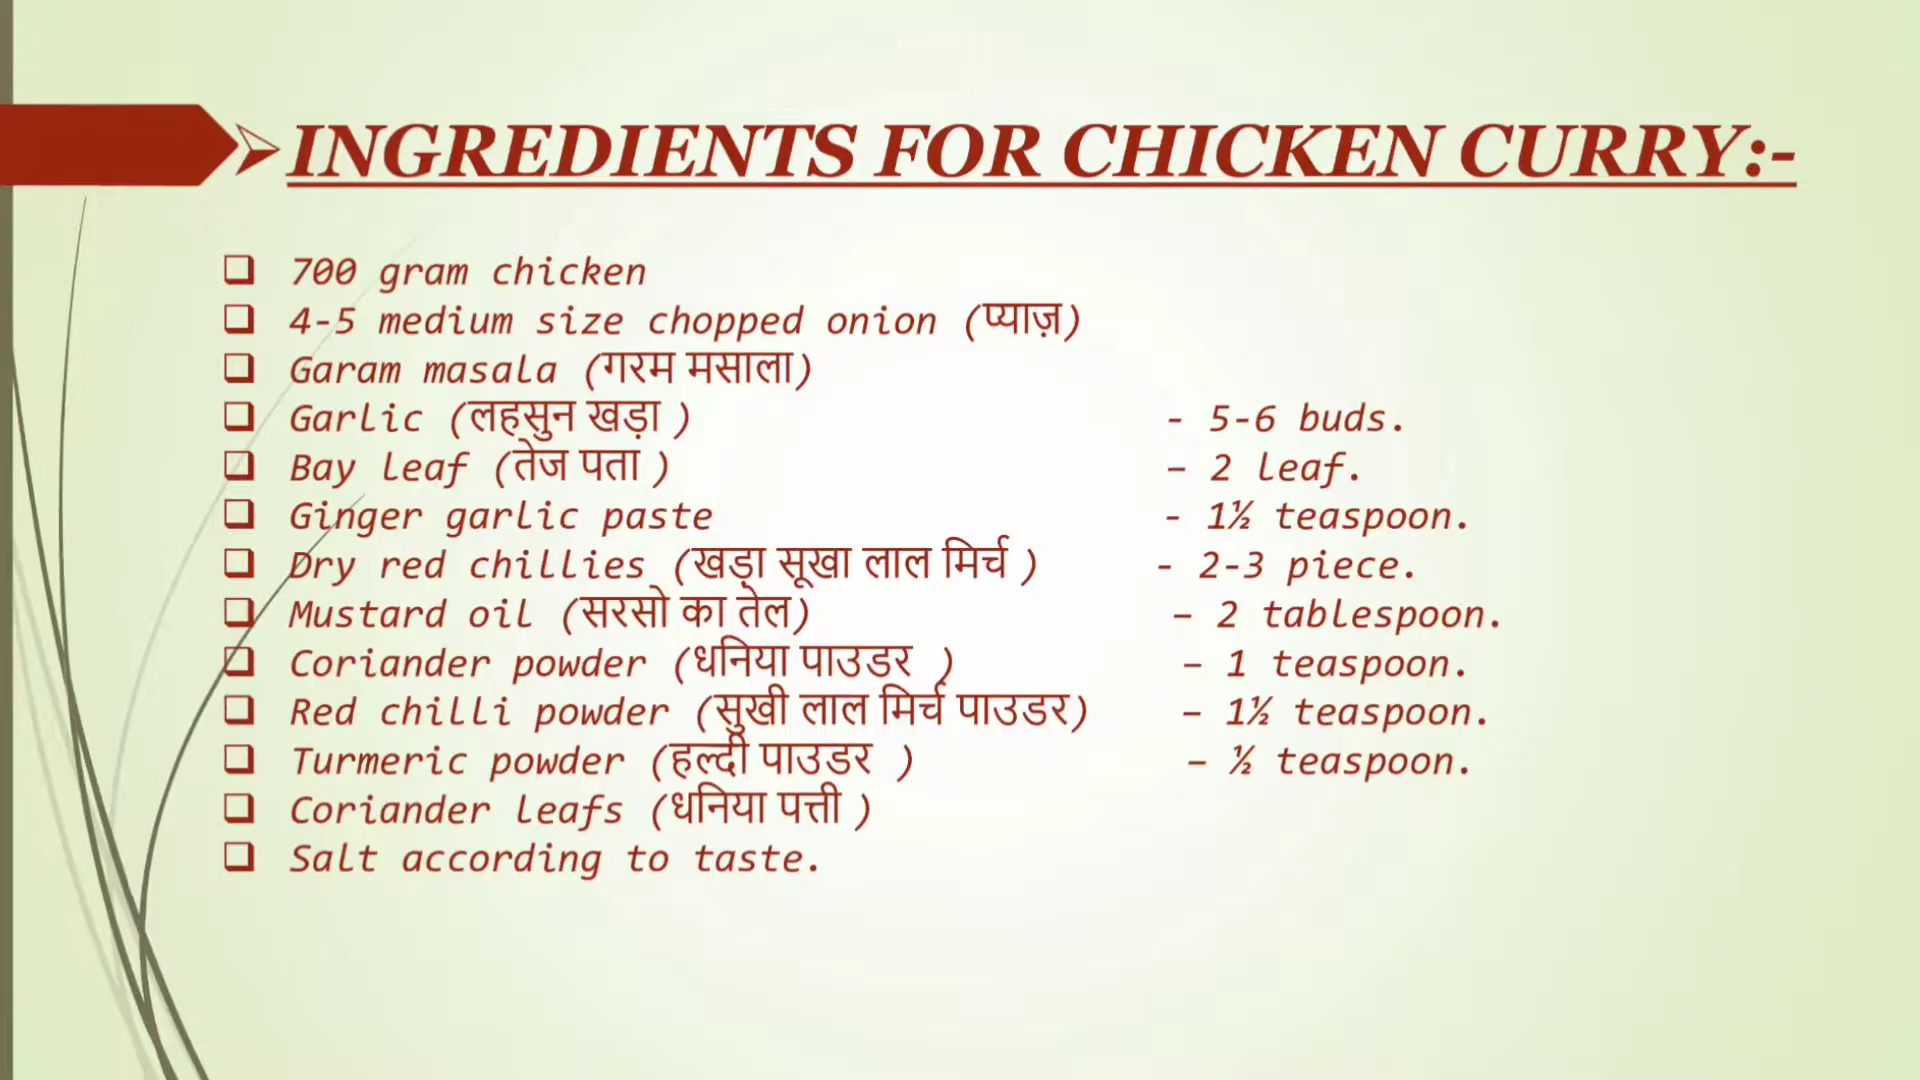 INGREDIENTS FOR CHICKEN CURRY:-
700 gram chicken
4-5 medium size chopped onion (प्याज़)
Garam masala (गरम मसाला)
Garlic (लहसुन खड़ा ) - 5-6 buds.
Bay leaf (तेज पता ) – 2 leaf.
Ginger garlic paste - 1½ teaspoon.
Dry red chillies (खड़ा सूखा लाल मिर्च ) - 2-3 piece.
Mustard oil (सरसो का तेल) – 2 tablespoon.
Coriander powder (धनिया पाउडर ) – 1 teaspoon.
Red chilli powder (सुखी लाल मिर्च पाउडर) – 1½ teaspoon.
Turmeric powder (हल्दी पाउडर ) – ½ teaspoon.
Coriander leafs (धनिया पत्ती )
Salt according to taste.